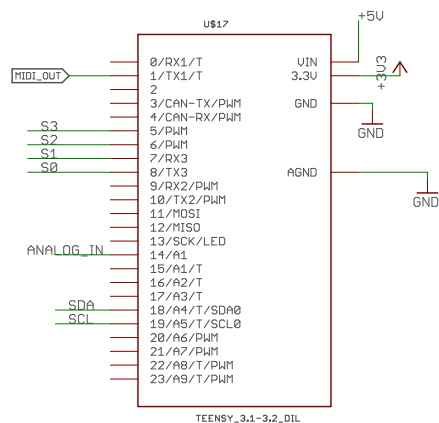 U$17
+5V
0/RX1/T VIN
MIDI_OUT 1/TX1/T 3.3V +3V3
2
3/CAN-TX/PWM GND
4/CAN-RX/PWM
S3 5/PWM GND
S2 6/PWM
S1 7/RX3
S0 8/TX3 AGND
9/RX2/PWM
10/TX2/PWM GND
11/MOSI
12/MISO
13/SCK/LED
ANALOG_IN 14/A1
15/A1/T
16/A2/T
17/A3/T
SDA 18/A4/T/SDA0
SCL 19/A5/T/SCL0
20/A6/PWM
21/A7/PWM
22/A8/T/PWM
23/A9/T/PWM
TEENSY_3.1-3.2_DIL